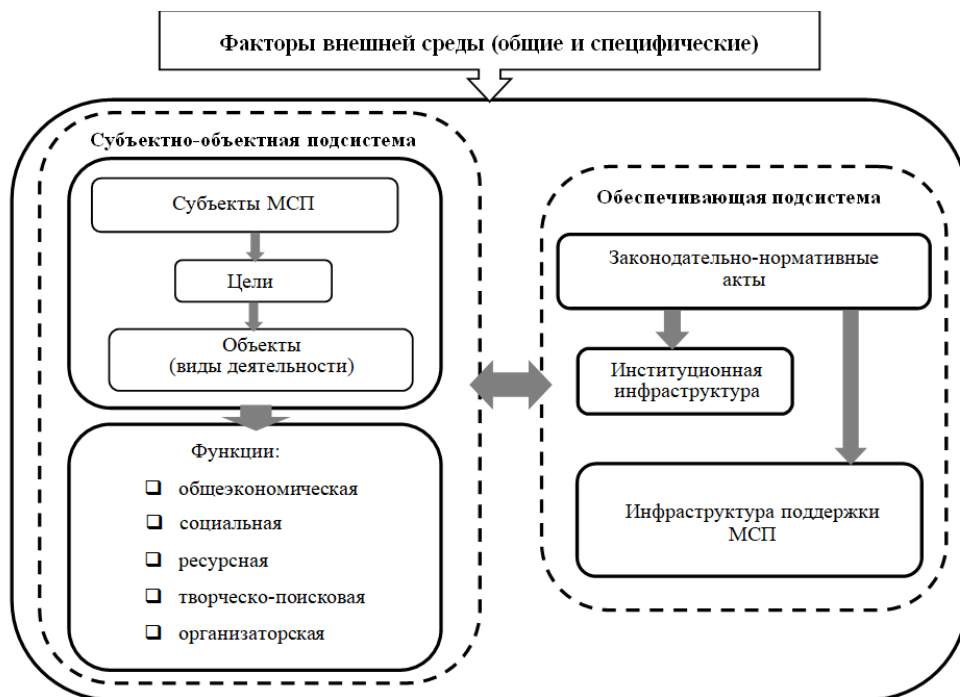 Факторы внешней среды (общие и специфические)
Субъектно-объектная подсистема
Субъекты МСП
Цели
Объекты
(виды деятельности)
Функции:
общеэкономическая
социальная
ресурсная
творческо-поисковая
организаторская
Обеспечивающая подсистема
Законодательно-нормативные
акты
Институционная
инфраструктура
Инфраструктура поддержки
МСП